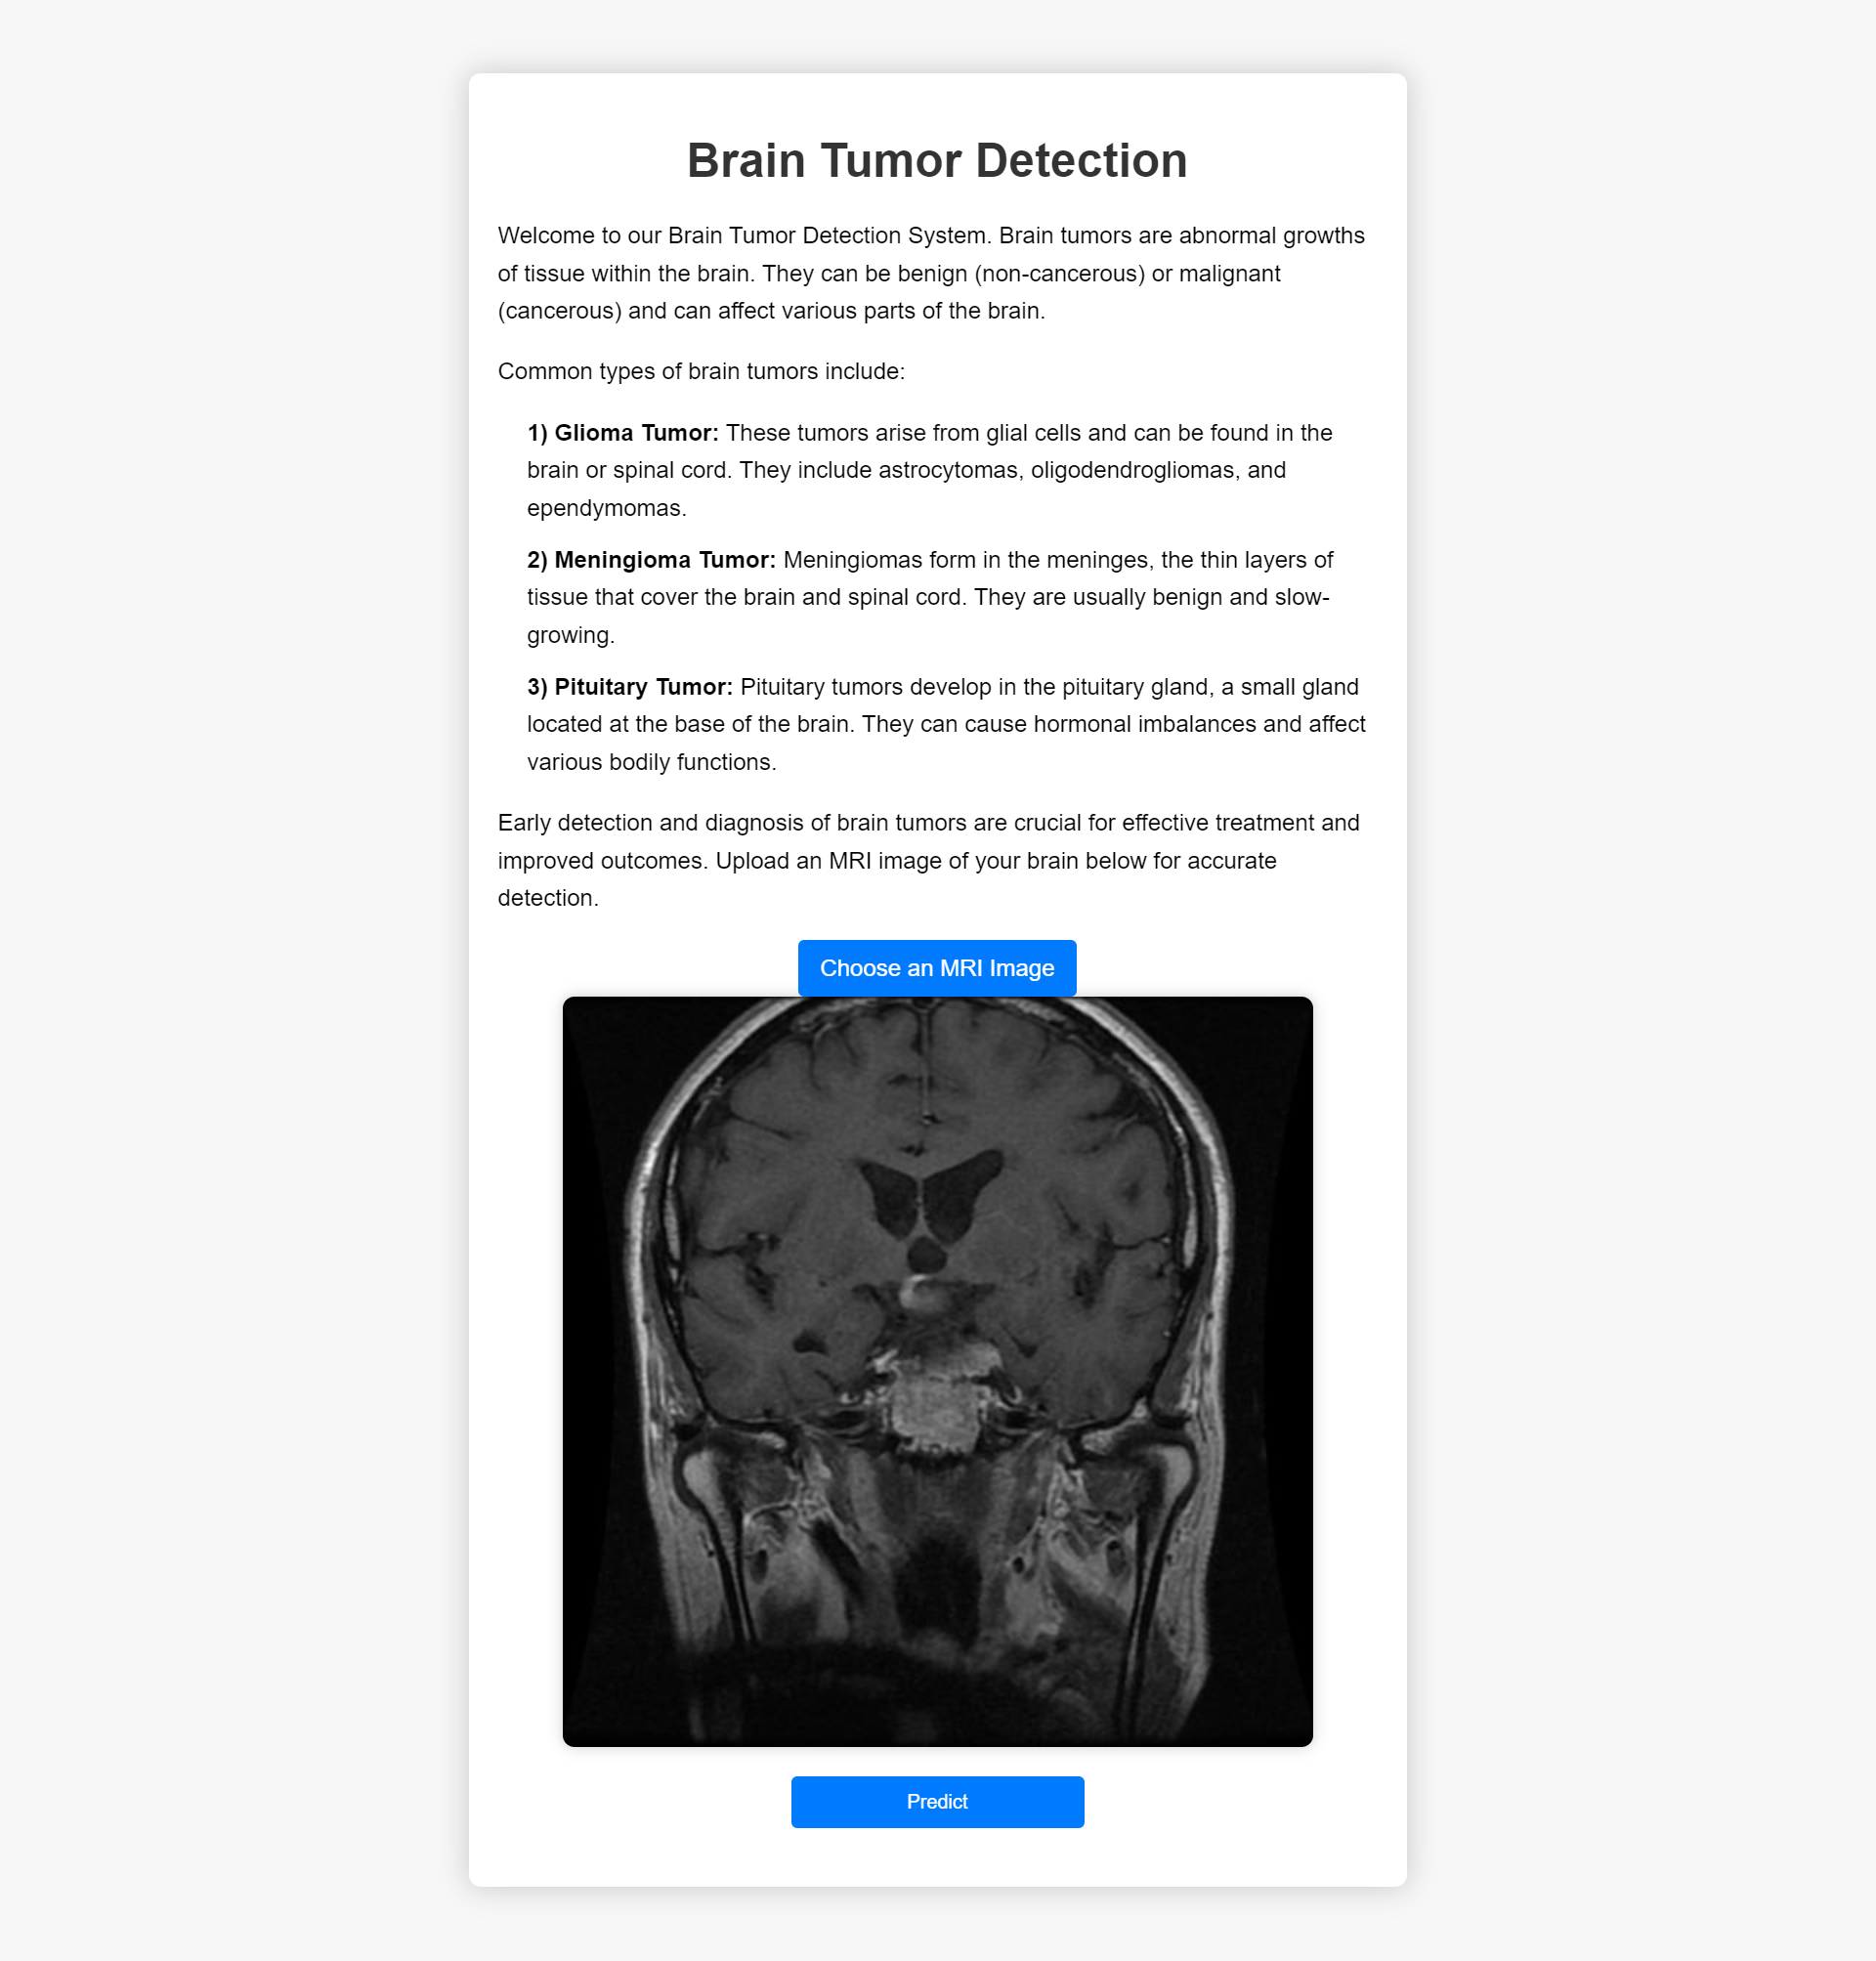 Brain Tumor Detection
Welcome to our Brain Tumor Detection System. Brain tumors are abnormal growths
of tissue within the brain. They can be benign (non-cancerous) or malignant
(cancerous) and can affect various parts of the brain.
Common types of brain tumors include:
1) Glioma Tumor: These tumors arise from glial cells and can be found in the
brain or spinal cord. They include astrocytomas, oligodendrogliomas, and
ependymomas.
2) Meningioma Tumor: Meningiomas form in the meninges, the thin layers of
tissue that cover the brain and spinal cord. They are usually benign and slow-
growing.
3) Pituitary Tumor: Pituitary tumors develop in the pituitary gland, a small gland
located at the base of the brain. They can cause hormonal imbalances and affect
various bodily functions.
Early detection and diagnosis of brain tumors are crucial for effective treatment and
improved outcomes. Upload an MRI image of your brain below for accurate
detection.
Choose an MRI Image
Predict